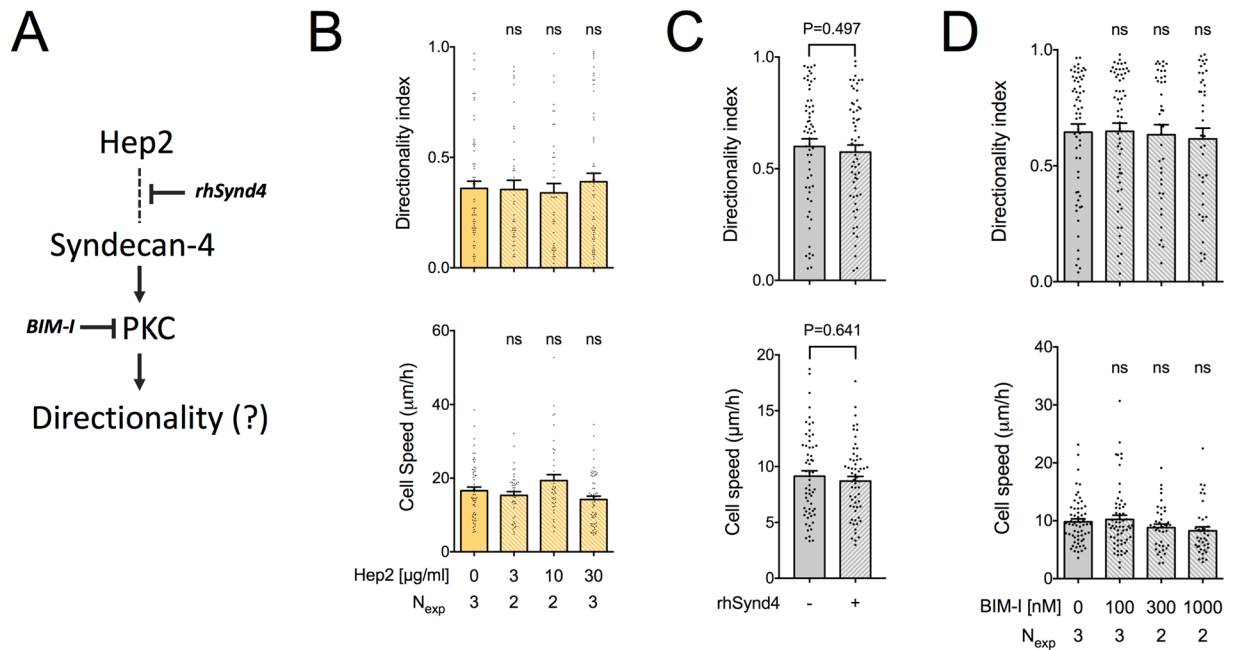 A
Hep2
rhSynd4
Syndecan-4
BIM-I
PKC
Directionality (?)
B
ns ns ns
1.0
0.5
0.0
Directionality index
ns ns ns
60
40
20
0
Cell Speed (µm/h)
Hep2 [µg/ml] 0 3 10 30
Nexp 3 2 2 3
C
P=0.497
1.0
0.5
0.0
Directionality index
P=0.641
20
15
10
5
0
Cell speed (µm/h)
rhSynd4 - +
D
ns ns ns
1.0
0.5
0.0
Directionality index
ns ns ns
40
30
20
10
0
Cell speed (µm/h)
BIM-I [nM] 0 100 300 1000
Nexp 3 3 2 2